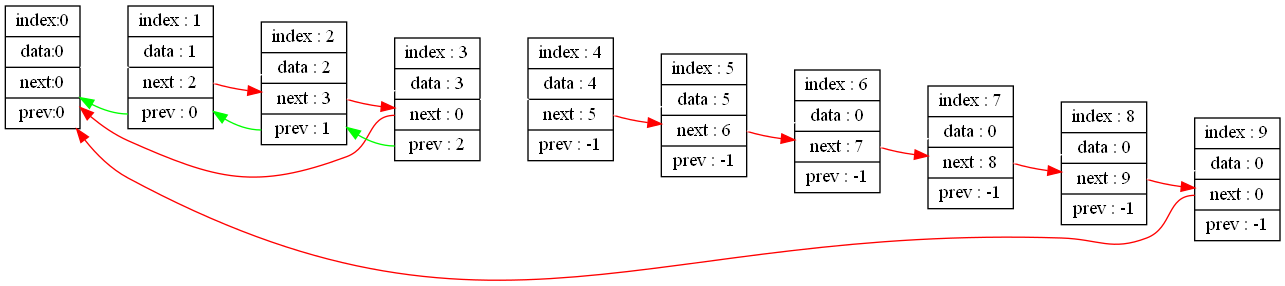 index:0
data:0
next:0
prev:0
index : 1
data : 1
next : 2
prev : 0
index : 2
data : 2
next : 3
prev : 1
index : 3
data : 3
next : 0
prev : 2
index : 4
data : 4
next : 5
prev : -1
index : 5
data : 5
next : 6
prev : -1
index : 6
data : 0
next : 7
prev : -1
index : 7
data : 0
next : 8
prev : -1
index : 8
data : 0
next : 9
prev : -1
index : 9
data : 0
next : 0
prev : -1